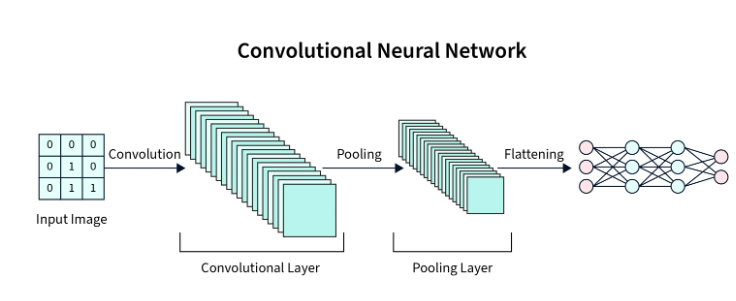 Convolutional Neural Network
0 0 0
0 1 0
0 1 1
Input Image
Convolution
Pooling
Flattening
Convolutional Layer
Pooling Layer